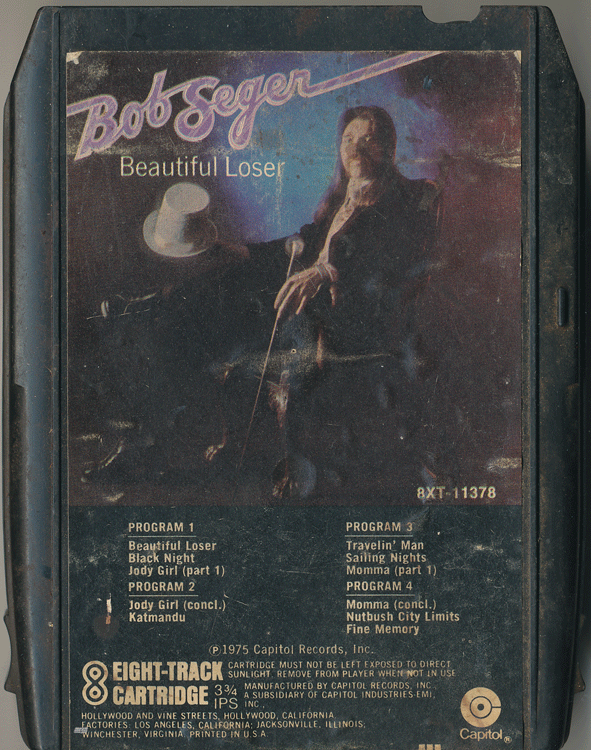 Bob Seger
Beautiful Loser
8XT-11378
PROGRAM 1
Beautiful Loser
Black Night
Jody Girl (part 1)
PROGRAM 2
Jody Girl (concl.)
Katmandu
PROGRAM 3
Travelin' Man
Sailing Nights
Momma (part 1)
PROGRAM 4
Momma (concl.)
Nutbush City Limits
Fine Memory
℗1975 Capitol Records, Inc.
8 EIGHT-TRACK CARTRIDGE
CARTRIDGE MUST NOT BE LEFT EXPOSED TO DIRECT
SUNLIGHT. REMOVE FROM PLAYER WHEN NOT IN USE
3¾ IPS
MANUFACTURED BY CAPITOL RECORDS, INC.,
A SUBSIDIARY OF CAPITOL INDUSTRIES-EMI,
INC.,
HOLLYWOOD AND VINE STREETS, HOLLYWOOD, CALIFORNIA.
FACTORIES: LOS ANGELES, CALIFORNIA; JACKSONVILLE, ILLINOIS;
WINCHESTER, VIRGINIA. PRINTED IN U.S.A.
Capitol®